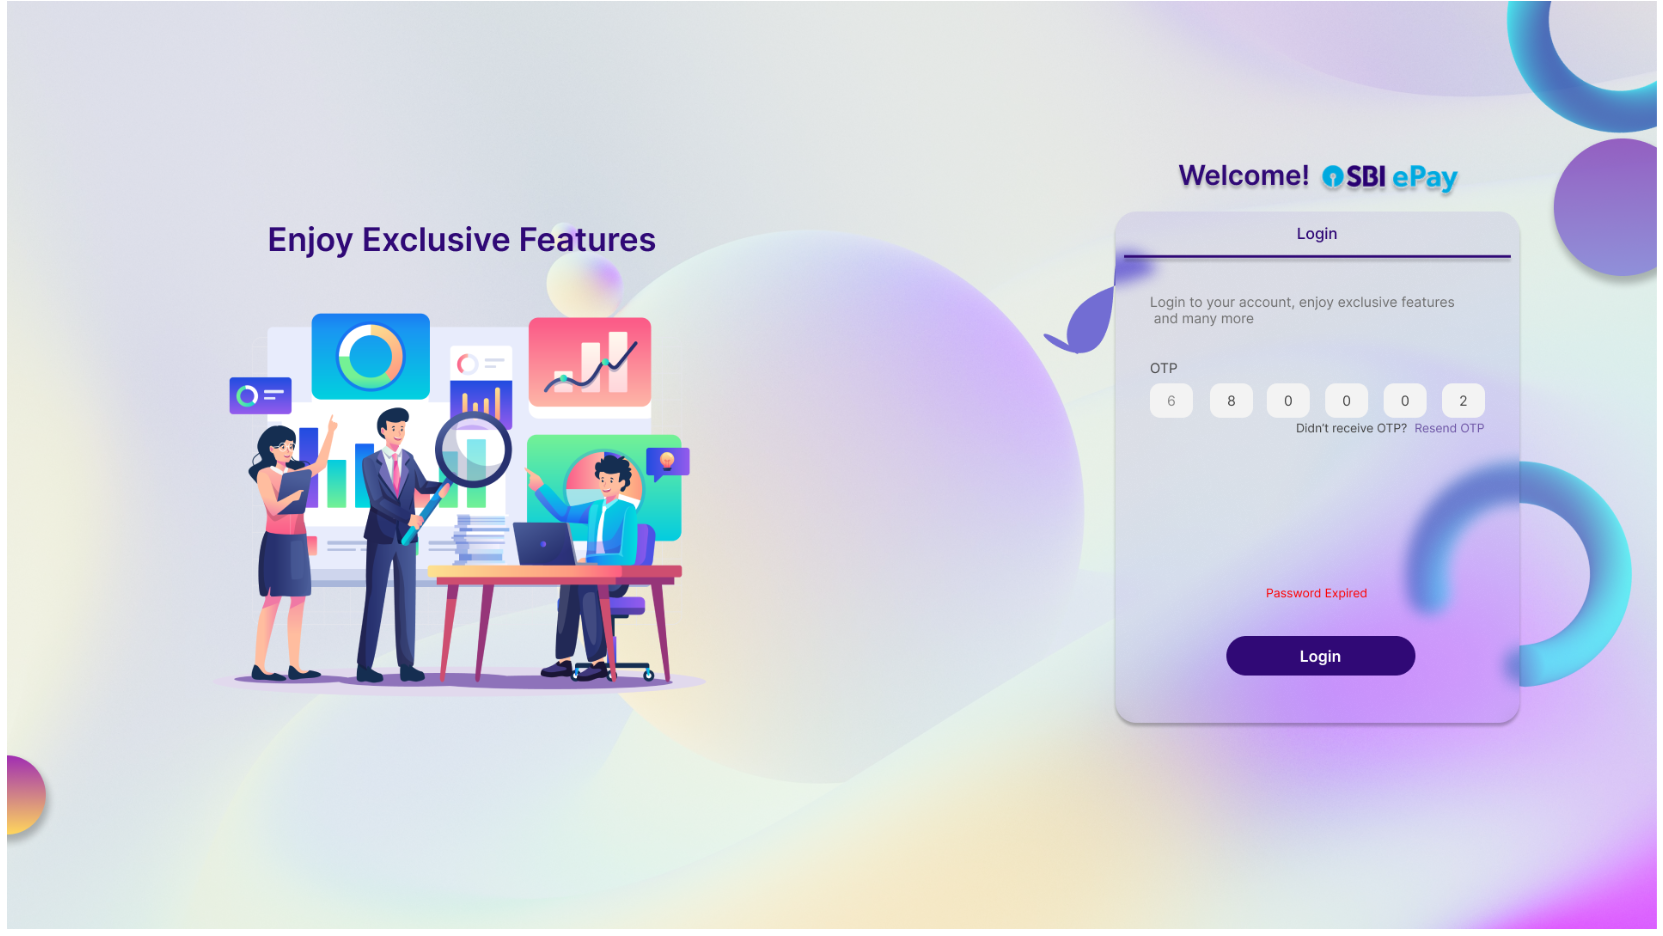 Enjoy Exclusive Features
Welcome! SBI ePay
Login
Login to your account, enjoy exclusive features
and many more
OTP
6 8 0 0 0 2
Didn't receive OTP? Resend OTP
Password Expired
Login